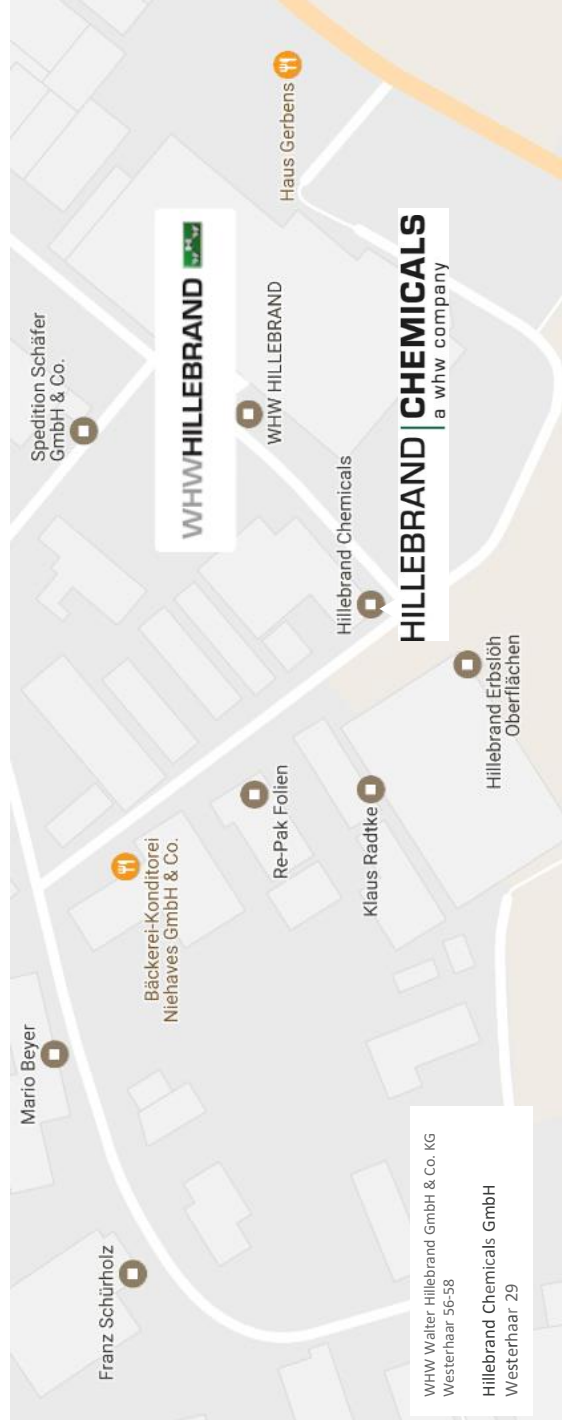 Franz Schürholz
Mario Beyer
Bäckerei-Konditorei
Niehaves GmbH & Co.
Re-Pak Folien
Klaus Radtke
Spedition Schäfer
GmbH & Co.
WHWHILLEBRAND
WHW HILLEBRAND
Haus Gerbens
Hillebrand Chemicals
HILLEBRAND CHEMICALS
a whw company
Hillebrand Erbslöh
Oberflächen
WHW Walter Hillebrand GmbH & Co. KG
Westerhaar 56-58
Hillebrand Chemicals GmbH
Westerhaar 29